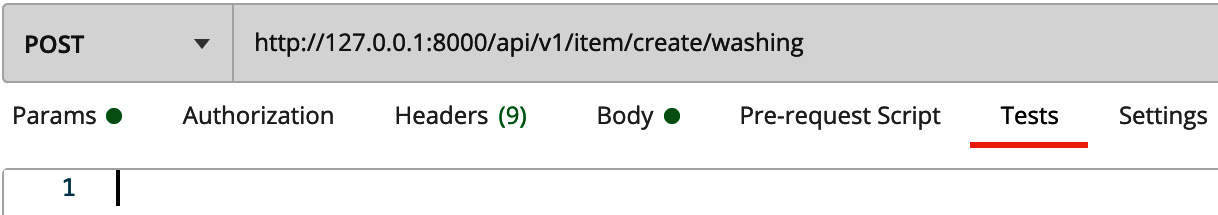 POST http://127.0.0.1:8000/api/v1/item/create/washing
Params Authorization Headers (9) Body Pre-request Script Tests Settings
1